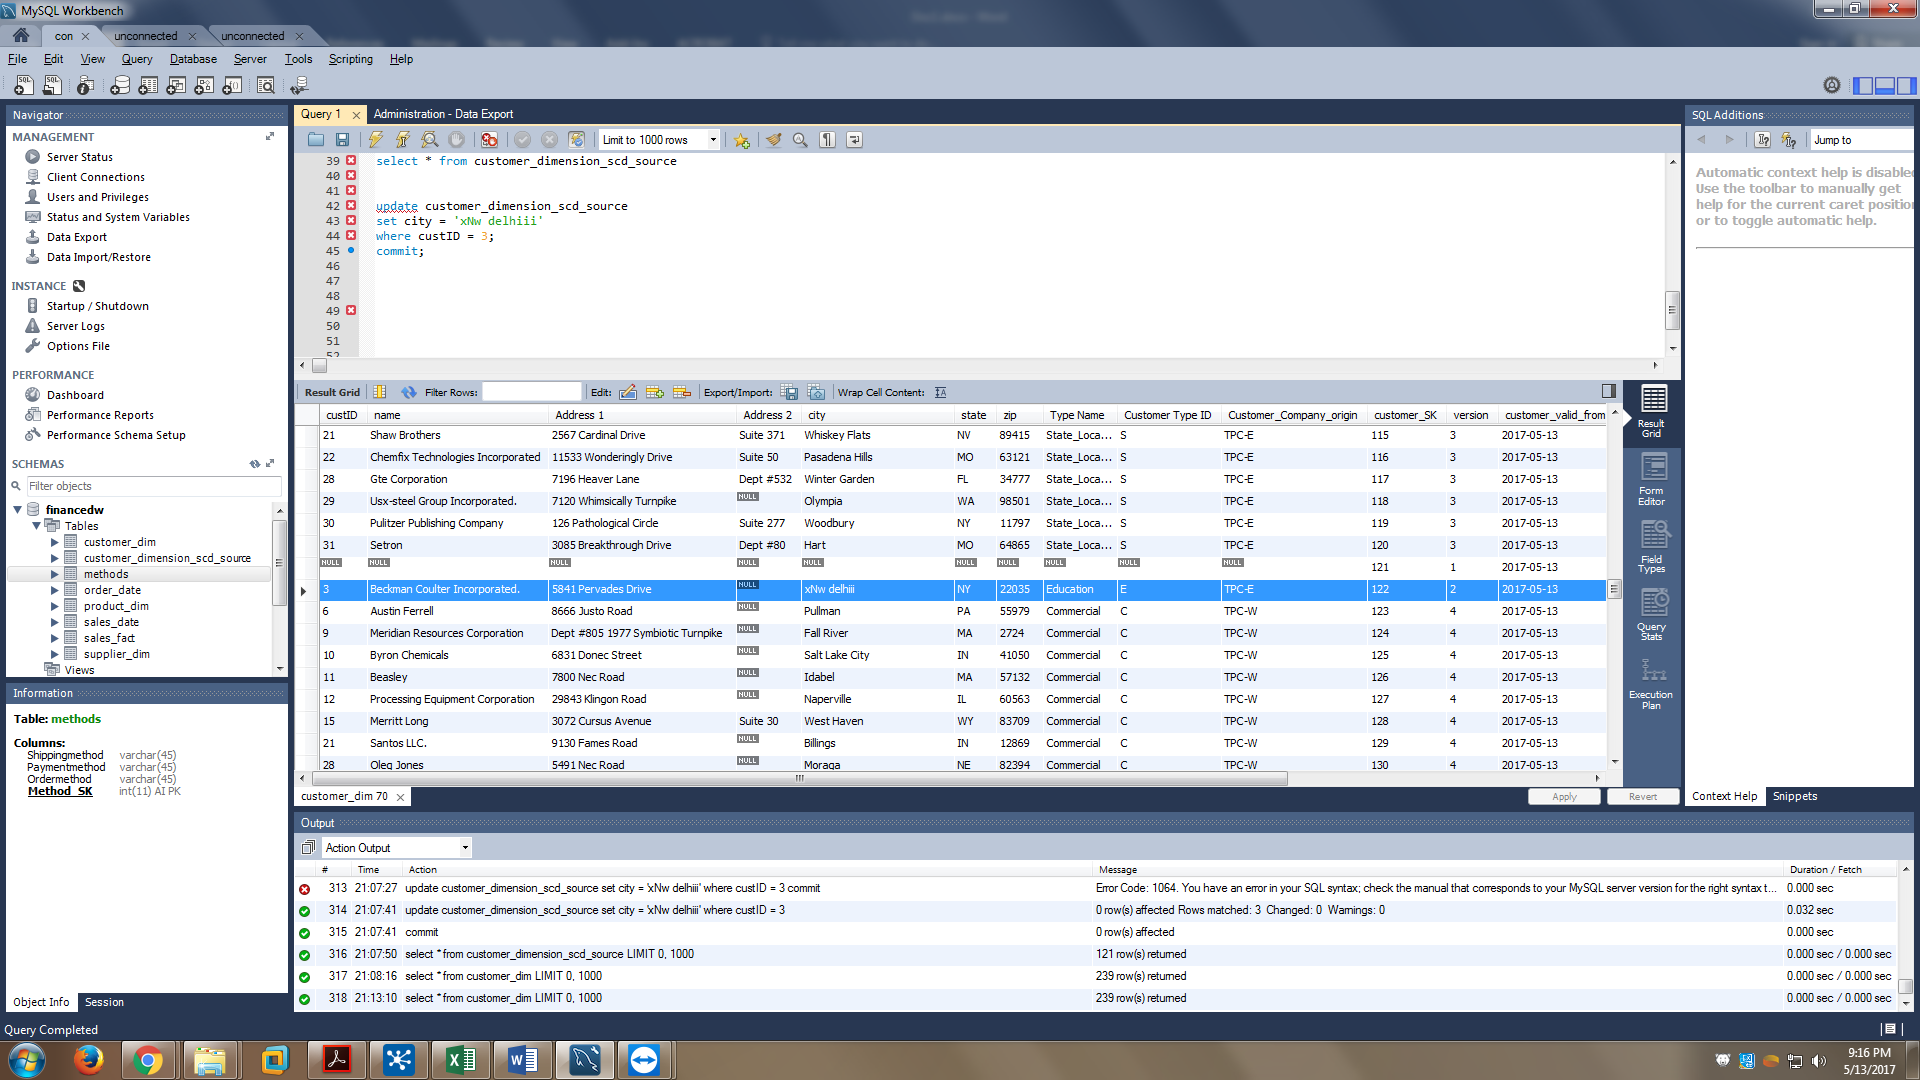 MySQL Workbench
con
unconnected
unconnected
File Edit View Query Database Server Tools Scripting Help
Navigator
MANAGEMENT
Server Status
Client Connections
Users and Privileges
Status and System Variables
Data Export
Data Import/Restore
INSTANCE
Startup / Shutdown
Server Logs
Options File
PERFORMANCE
Dashboard
Performance Reports
Performance Schema Setup
SCHEMAS
Filter objects
financedw
Tables
customer_dim
customer_dimension_scd_source
methods
order_date
product_dim
sales_date
sales_fact
supplier_dim
Views
Information
Table: methods
Columns:
Shippingmethod varchar(45)
Paymentmethod varchar(45)
Ordermethod varchar(45)
Method_SK int(11) AI PK
Object Info Session
Query Completed
Query 1
Administration - Data Export
Limit to 1000 rows
39 select * from customer_dimension_scd_source
40
41
42 update customer_dimension_scd_source
43 set city = 'xNw delhiii'
44 where custID = 3;
45 commit;
46
47
48
49
50
51
52
Result Grid Filter Rows: Edit: Export/Import: Wrap Cell Content:
custID name Address 1 Address 2 city state zip Type Name Customer Type ID Customer_Company_origin customer_SK version customer_valid_from
21 Shaw Brothers 2567 Cardinal Drive Suite 371 Whiskey Flats NV 89415 State_Loca... S TPC-E 115 3 2017-05-13
22 Chemfix Technologies Incorporated 11533 Wonderingly Drive Suite 50 Pasadena Hills MO 63121 State_Loca... S TPC-E 116 3 2017-05-13
28 Gte Corporation 7196 Heaver Lane Dept #532 Winter Garden FL 34777 State_Loca... S TPC-E 117 3 2017-05-13
29 Usx-steel Group Incorporated. 7120 Whimsically Turnpike NULL Olympia WA 98501 State_Loca... S TPC-E 118 3 2017-05-13
30 Pulitzer Publishing Company 126 Pathological Circle Suite 277 Woodbury NY 11797 State_Loca... S TPC-E 119 3 2017-05-13
31 Setron 3085 Breakthrough Drive Dept #80 Hart MO 64865 State_Loca... S TPC-E 120 3 2017-05-13
NULL NULL NULL NULL NULL NULL NULL NULL NULL NULL 121 1 2017-05-13
3 Beckman Coulter Incorporated. 5841 Pervades Drive NULL xNw delhiii NY 22035 Education E TPC-E 122 2 2017-05-13
6 Austin Ferrell 8666 Justo Road NULL Pullman PA 55979 Commercial C TPC-W 123 4 2017-05-13
9 Meridian Resources Corporation Dept #805 1977 Symbiotic Turnpike NULL Fall River MA 2724 Commercial C TPC-W 124 4 2017-05-13
10 Byron Chemicals 6831 Donec Street NULL Salt Lake City IN 41050 Commercial C TPC-W 125 4 2017-05-13
11 Beasley 7800 Nec Road NULL Idabel MA 57132 Commercial C TPC-W 126 4 2017-05-13
12 Processing Equipment Corporation 29843 Klingon Road NULL Naperville IL 60563 Commercial C TPC-W 127 4 2017-05-13
15 Merritt Long 3072 Cursus Avenue Suite 30 West Haven WY 83709 Commercial C TPC-W 128 4 2017-05-13
21 Santos LLC. 9130 Fames Road NULL Billings IN 12869 Commercial C TPC-W 129 4 2017-05-13
28 Oleg Jones 5491 Nec Road NULL Moraga NE 82394 Commercial C TPC-W 130 4 2017-05-13
customer_dim 70
Apply Revert
Result Grid
Form Editor
Field Types
Query Stats
Execution Plan
SQL Additions
Jump to
Automatic context help is disabled.
Use the toolbar to manually get
help for the current caret position
or to toggle automatic help.
Context Help Snippets
Output
Action Output
# Time Action Message Duration / Fetch
313 21:07:27 update customer_dimension_scd_source set city = 'xNw delhiii' where custID = 3 commit Error Code: 1064. You have an error in your SQL syntax; check the manual that corresponds to your MySQL server version for the right syntax t... 0.000 sec
314 21:07:41 update customer_dimension_scd_source set city = 'xNw delhiii' where custID = 3 0 row(s) affected Rows matched: 3 Changed: 0 Warnings: 0 0.032 sec
315 21:07:41 commit 0 row(s) affected 0.000 sec
316 21:07:50 select * from customer_dimension_scd_source LIMIT 0, 1000 121 row(s) returned 0.000 sec / 0.000 sec
317 21:08:16 select * from customer_dim LIMIT 0, 1000 239 row(s) returned 0.000 sec / 0.000 sec
318 21:13:10 select * from customer_dim LIMIT 0, 1000 239 row(s) returned 0.000 sec / 0.000 sec
9:16 PM
5/13/2017